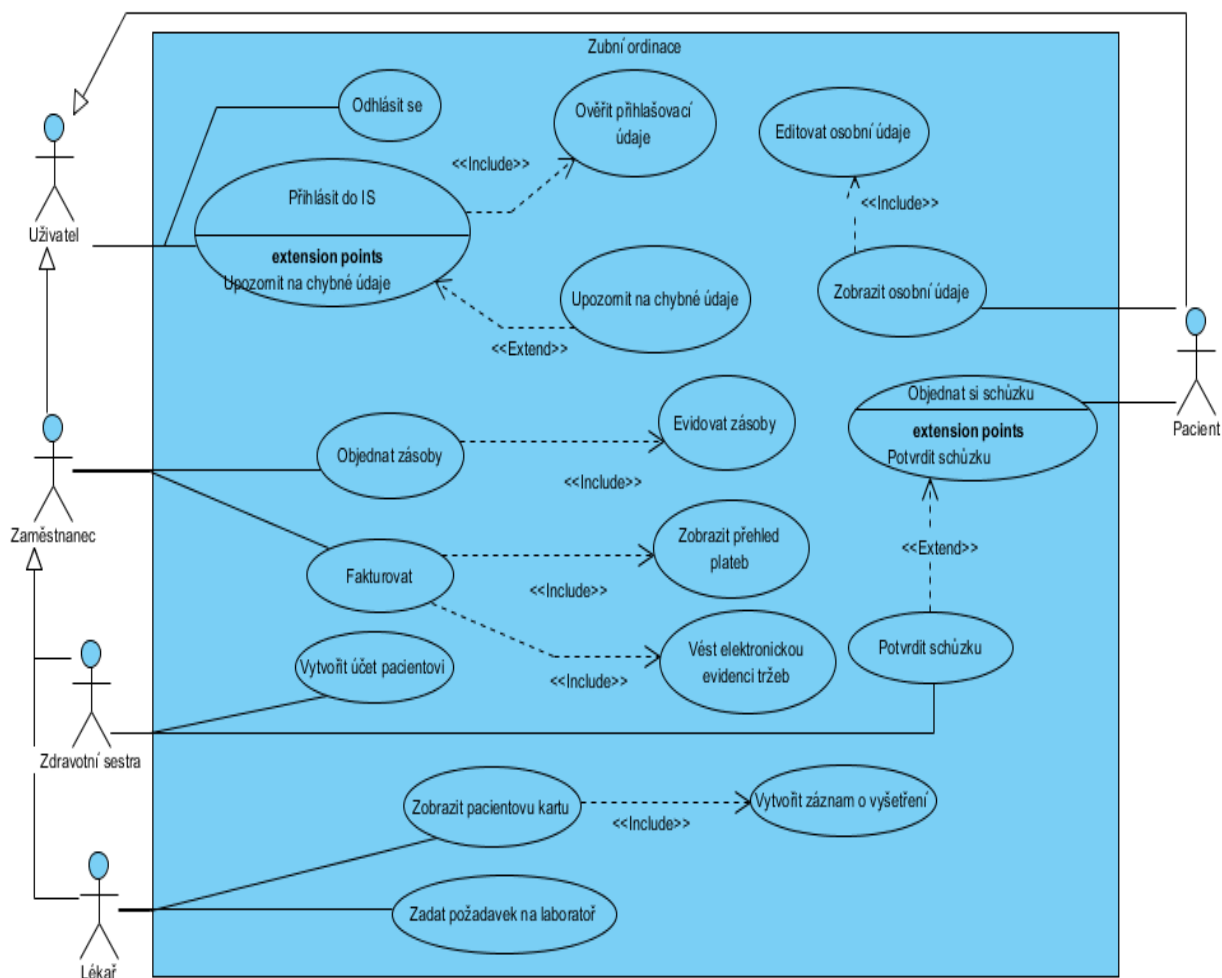 Zubní ordinace
Odhlásit se
Ověřit přihlašovací
údaje
Editovat osobní údaje
<<Include>>
<<Include>>
Přihlásit do IS
extension points
Upozornit na chybné údaje
Uživatel
Upozornit na chybné údaje
Zobrazit osobní údaje
<<Extend>>
Objednat si schůzku
extension points
Potvrdit schůzku
Pacient
Objednat zásoby
Evidovat zásoby
<<Include>>
Zaměstnanec
Fakturovat
Zobrazit přehled
plateb
<<Extend>>
<<Include>>
Vytvořit účet pacientovi
Vést elektronickou
evidenci tržeb
Potvrdit schůzku
<<Include>>
Zdravotní sestra
Zobrazit pacientovu kartu
Vytvořit záznam o vyšetření
<<Include>>
Zadat požadavek na laboratoř
Lékař